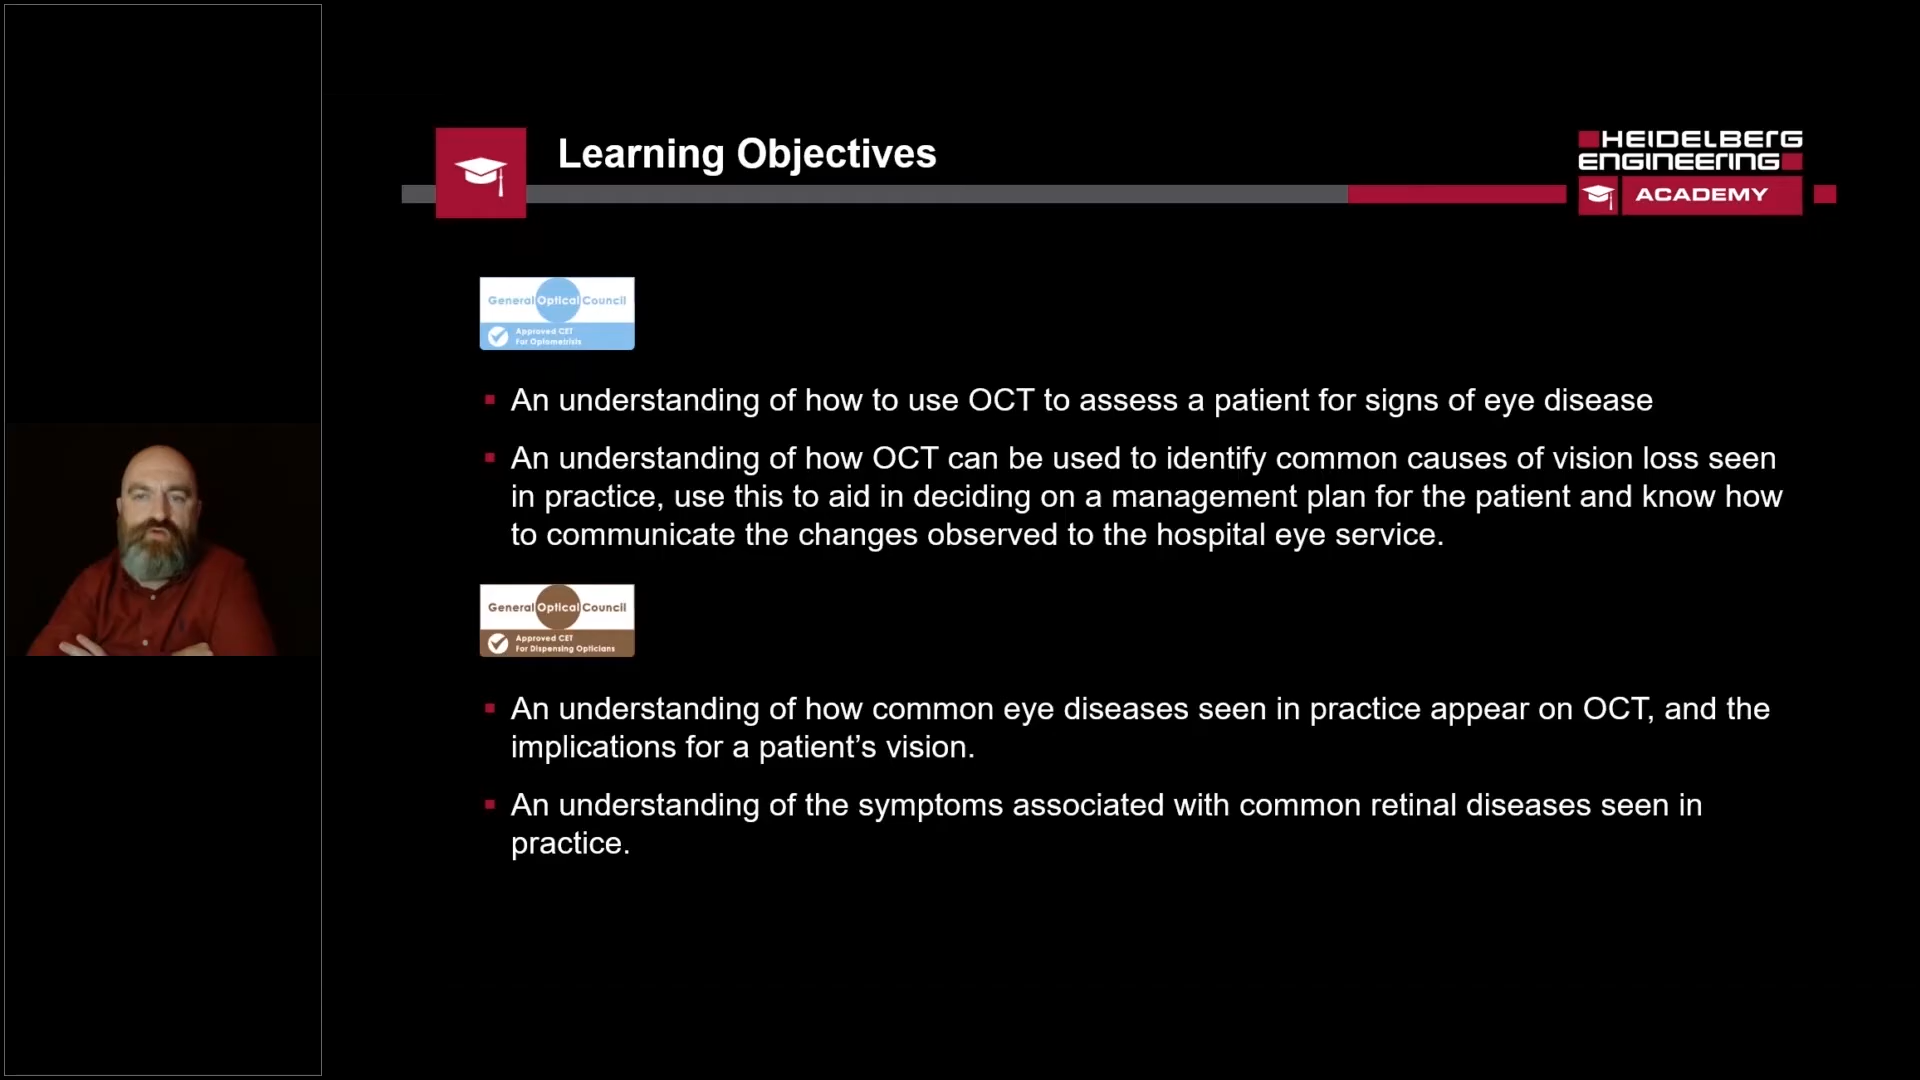 Learning Objectives
HEIDELBERG
ENGINEERING
ACADEMY
General Optical Council
Approved CET
For Optometrists
An understanding of how to use OCT to assess a patient for signs of eye disease
An understanding of how OCT can be used to identify common causes of vision loss seen
in practice, use this to aid in deciding on a management plan for the patient and know how
to communicate the changes observed to the hospital eye service.
General Optical Council
Approved CET
For Dispensing Opticians
An understanding of how common eye diseases seen in practice appear on OCT, and the
implications for a patient’s vision.
An understanding of the symptoms associated with common retinal diseases seen in
practice.